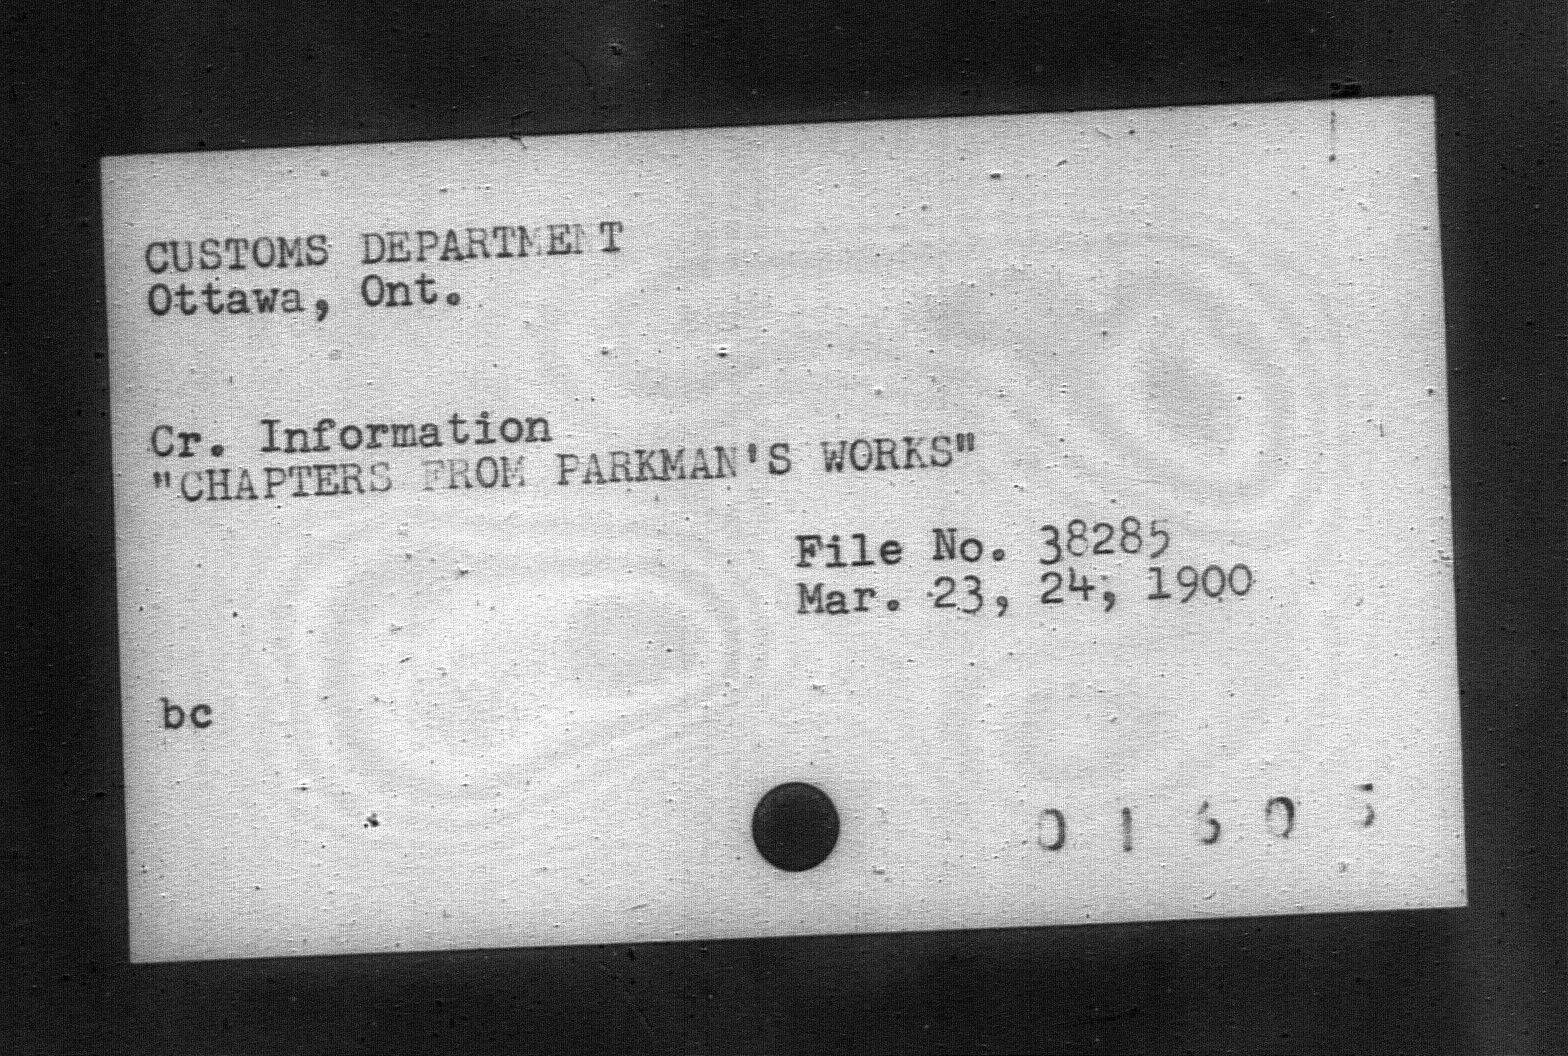 CUSTOMS DEPARTMENT
Ottawa, Ont.
Cr. Information
"CHAPTERS FROM PARKMAN'S WORKS"
File No. 38285
Mar. 23, 24, 1900
bc